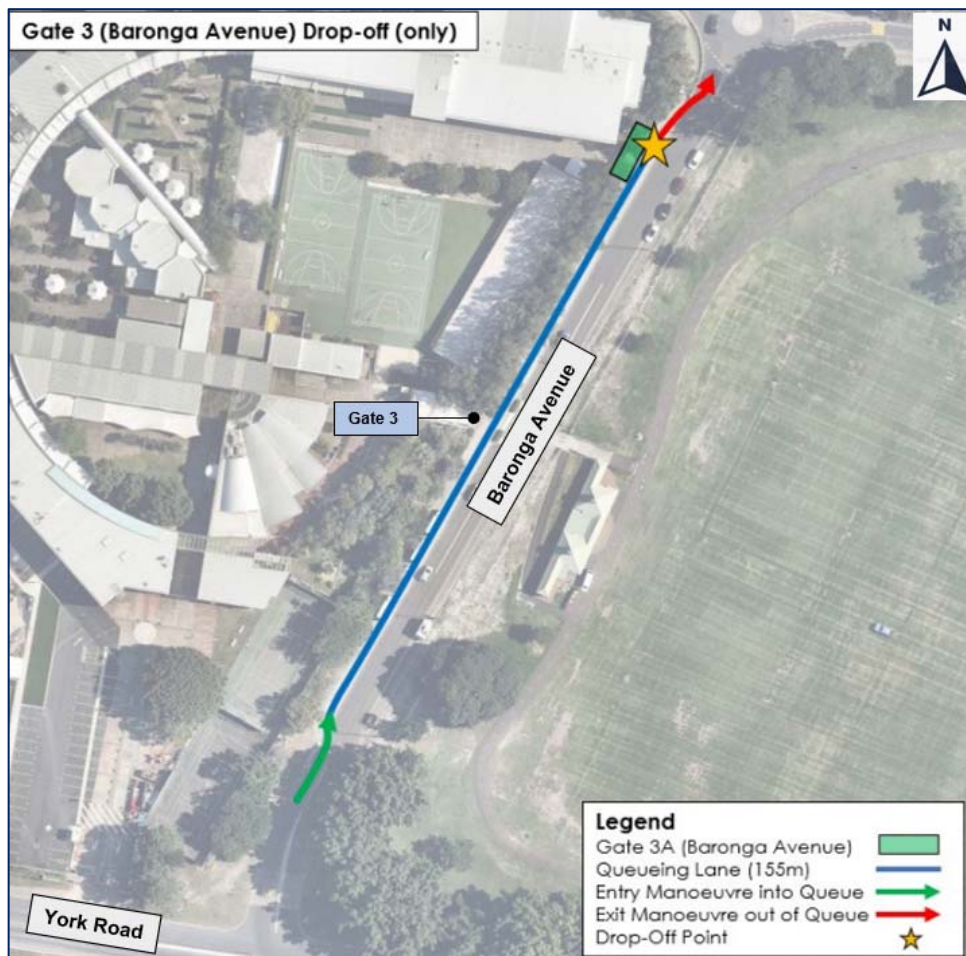 Gate 3 (Baronga Avenue) Drop-off (only)
N
Gate 3
Baronga Avenue
York Road
Legend
Gate 3A (Baronga Avenue)
Queueing Lane (155m)
Entry Manoeuvre into Queue
Exit Manoeuvre out of Queue
Drop-Off Point